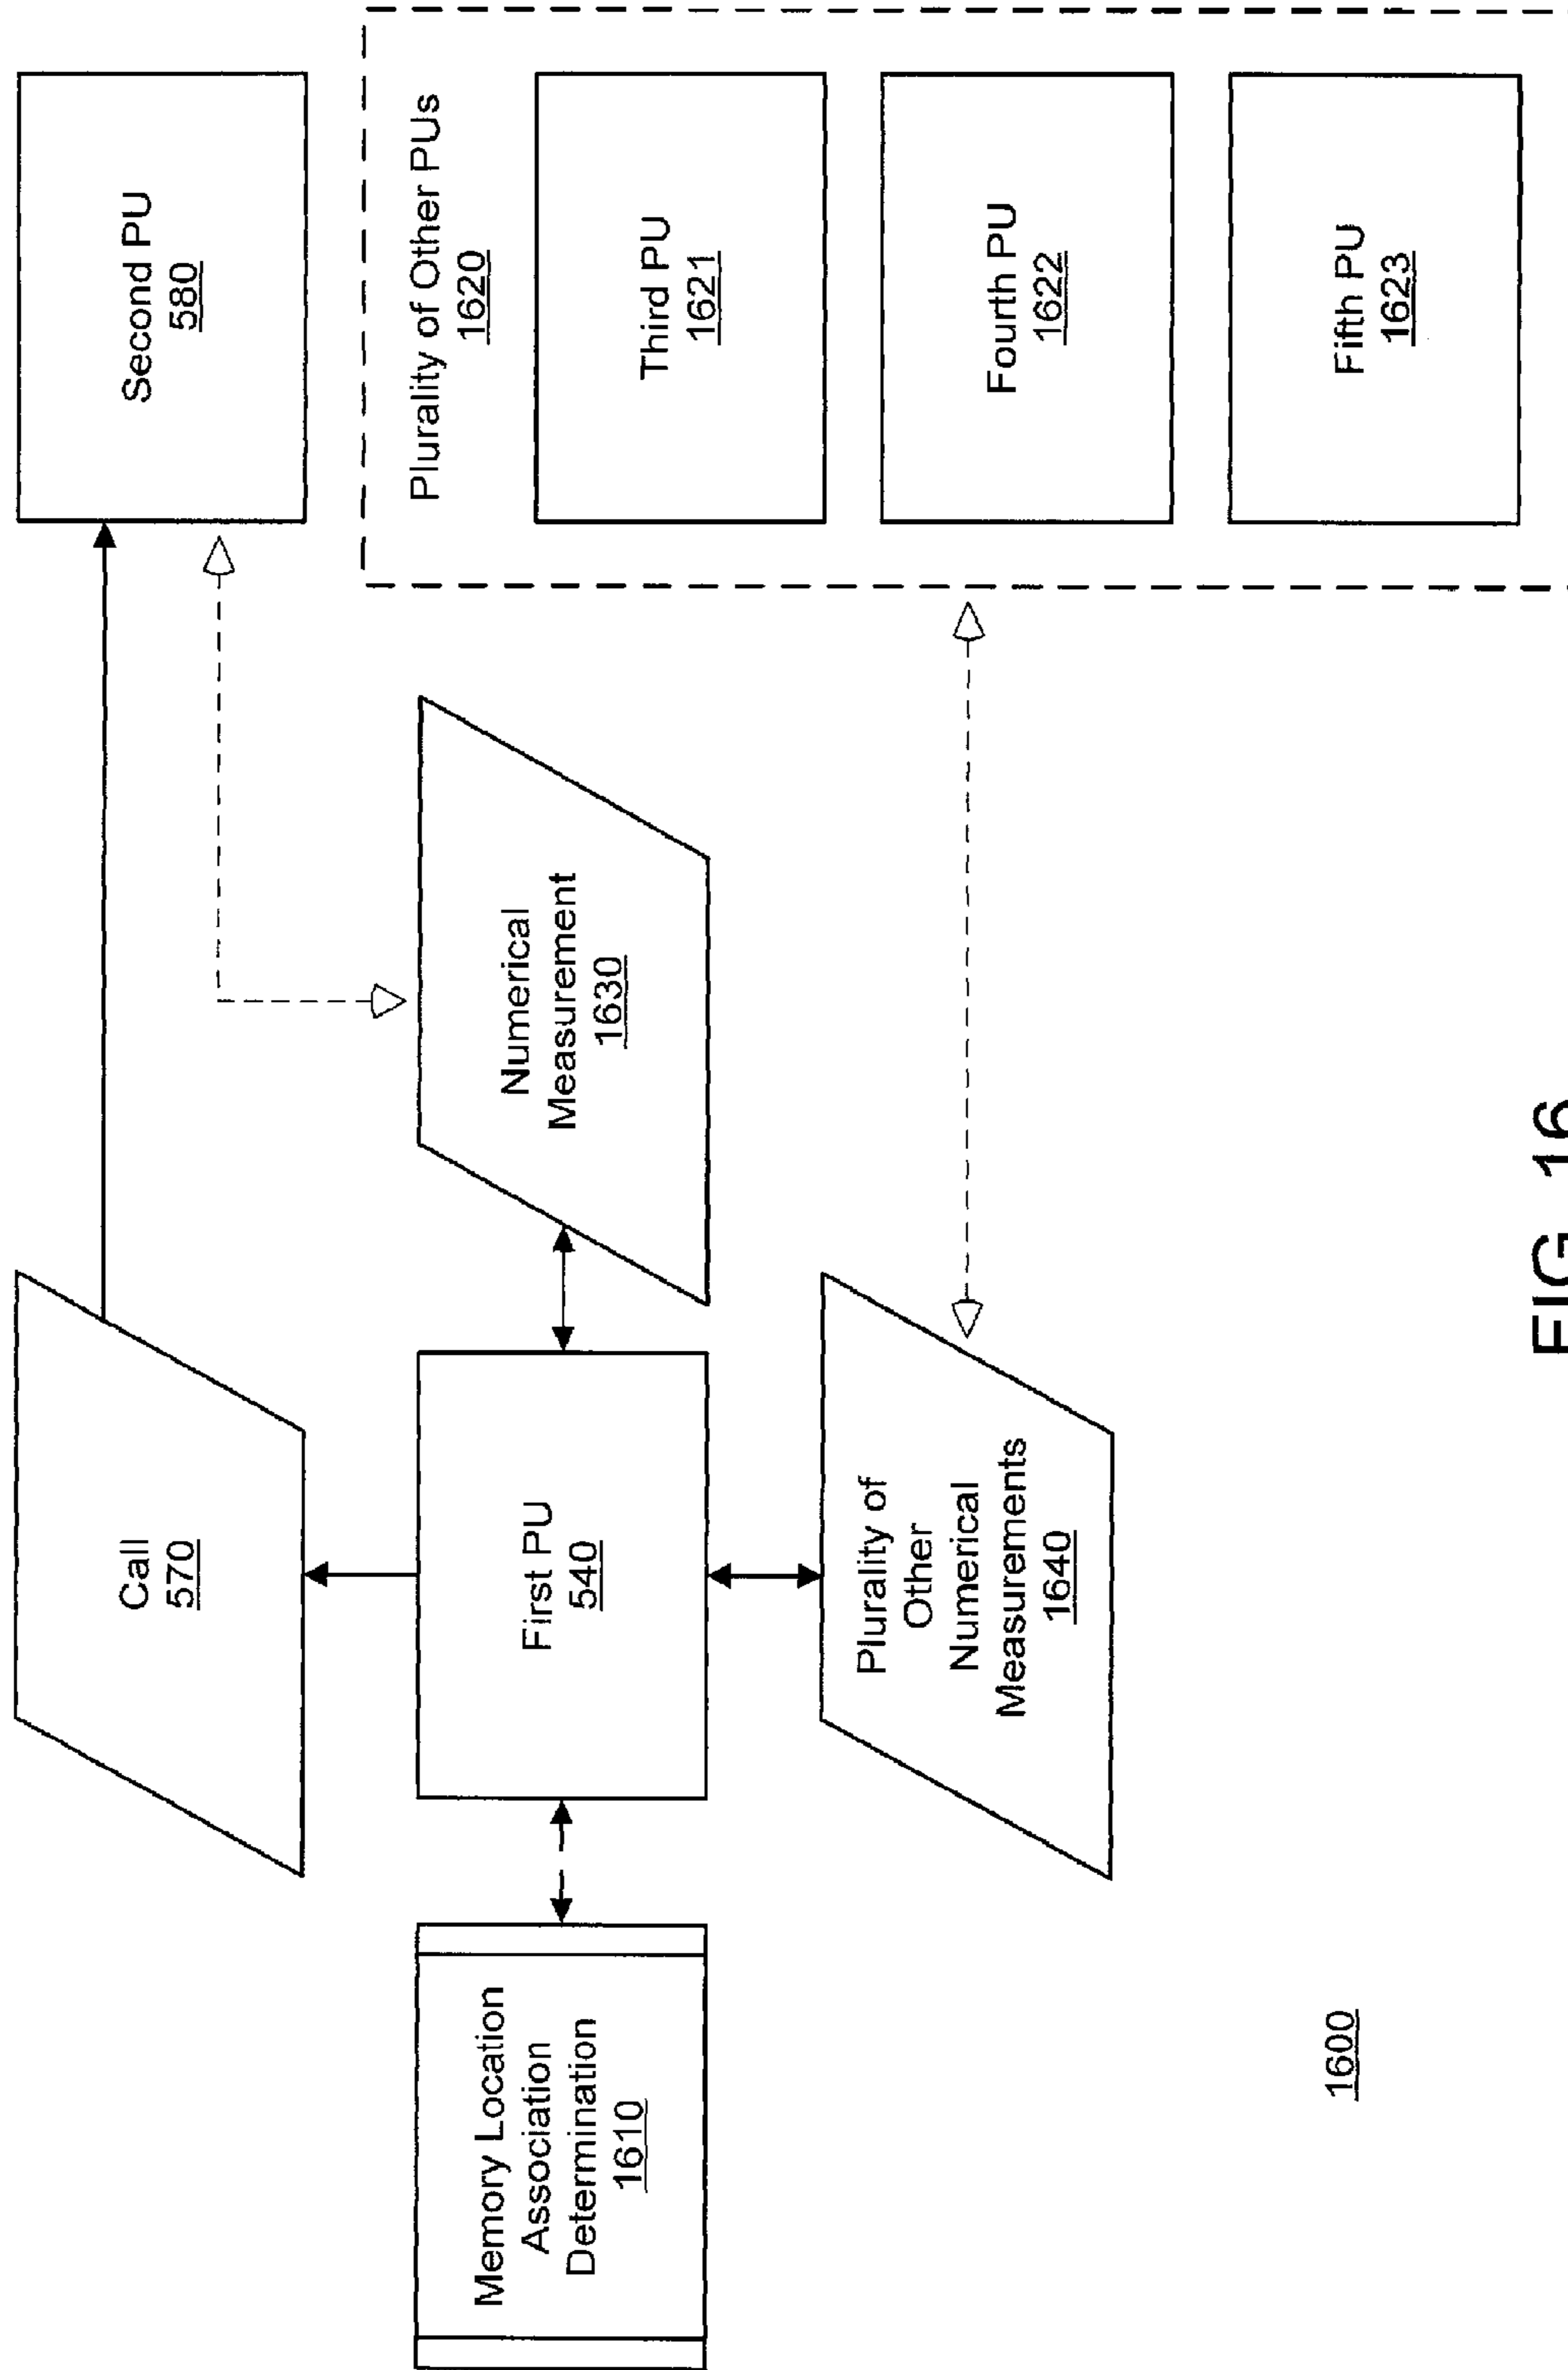 Call
570
Second PU
580
Memory Location
Association
Determination
1610
First PU
540
Numerical
Measurement
1630
Plurality of Other PUs
1620
Third PU
1621
Plurality of
Other
Numerical
Measurements
1640
Fourth PU
1622
Fifth PU
1623
1600
FIG. 16